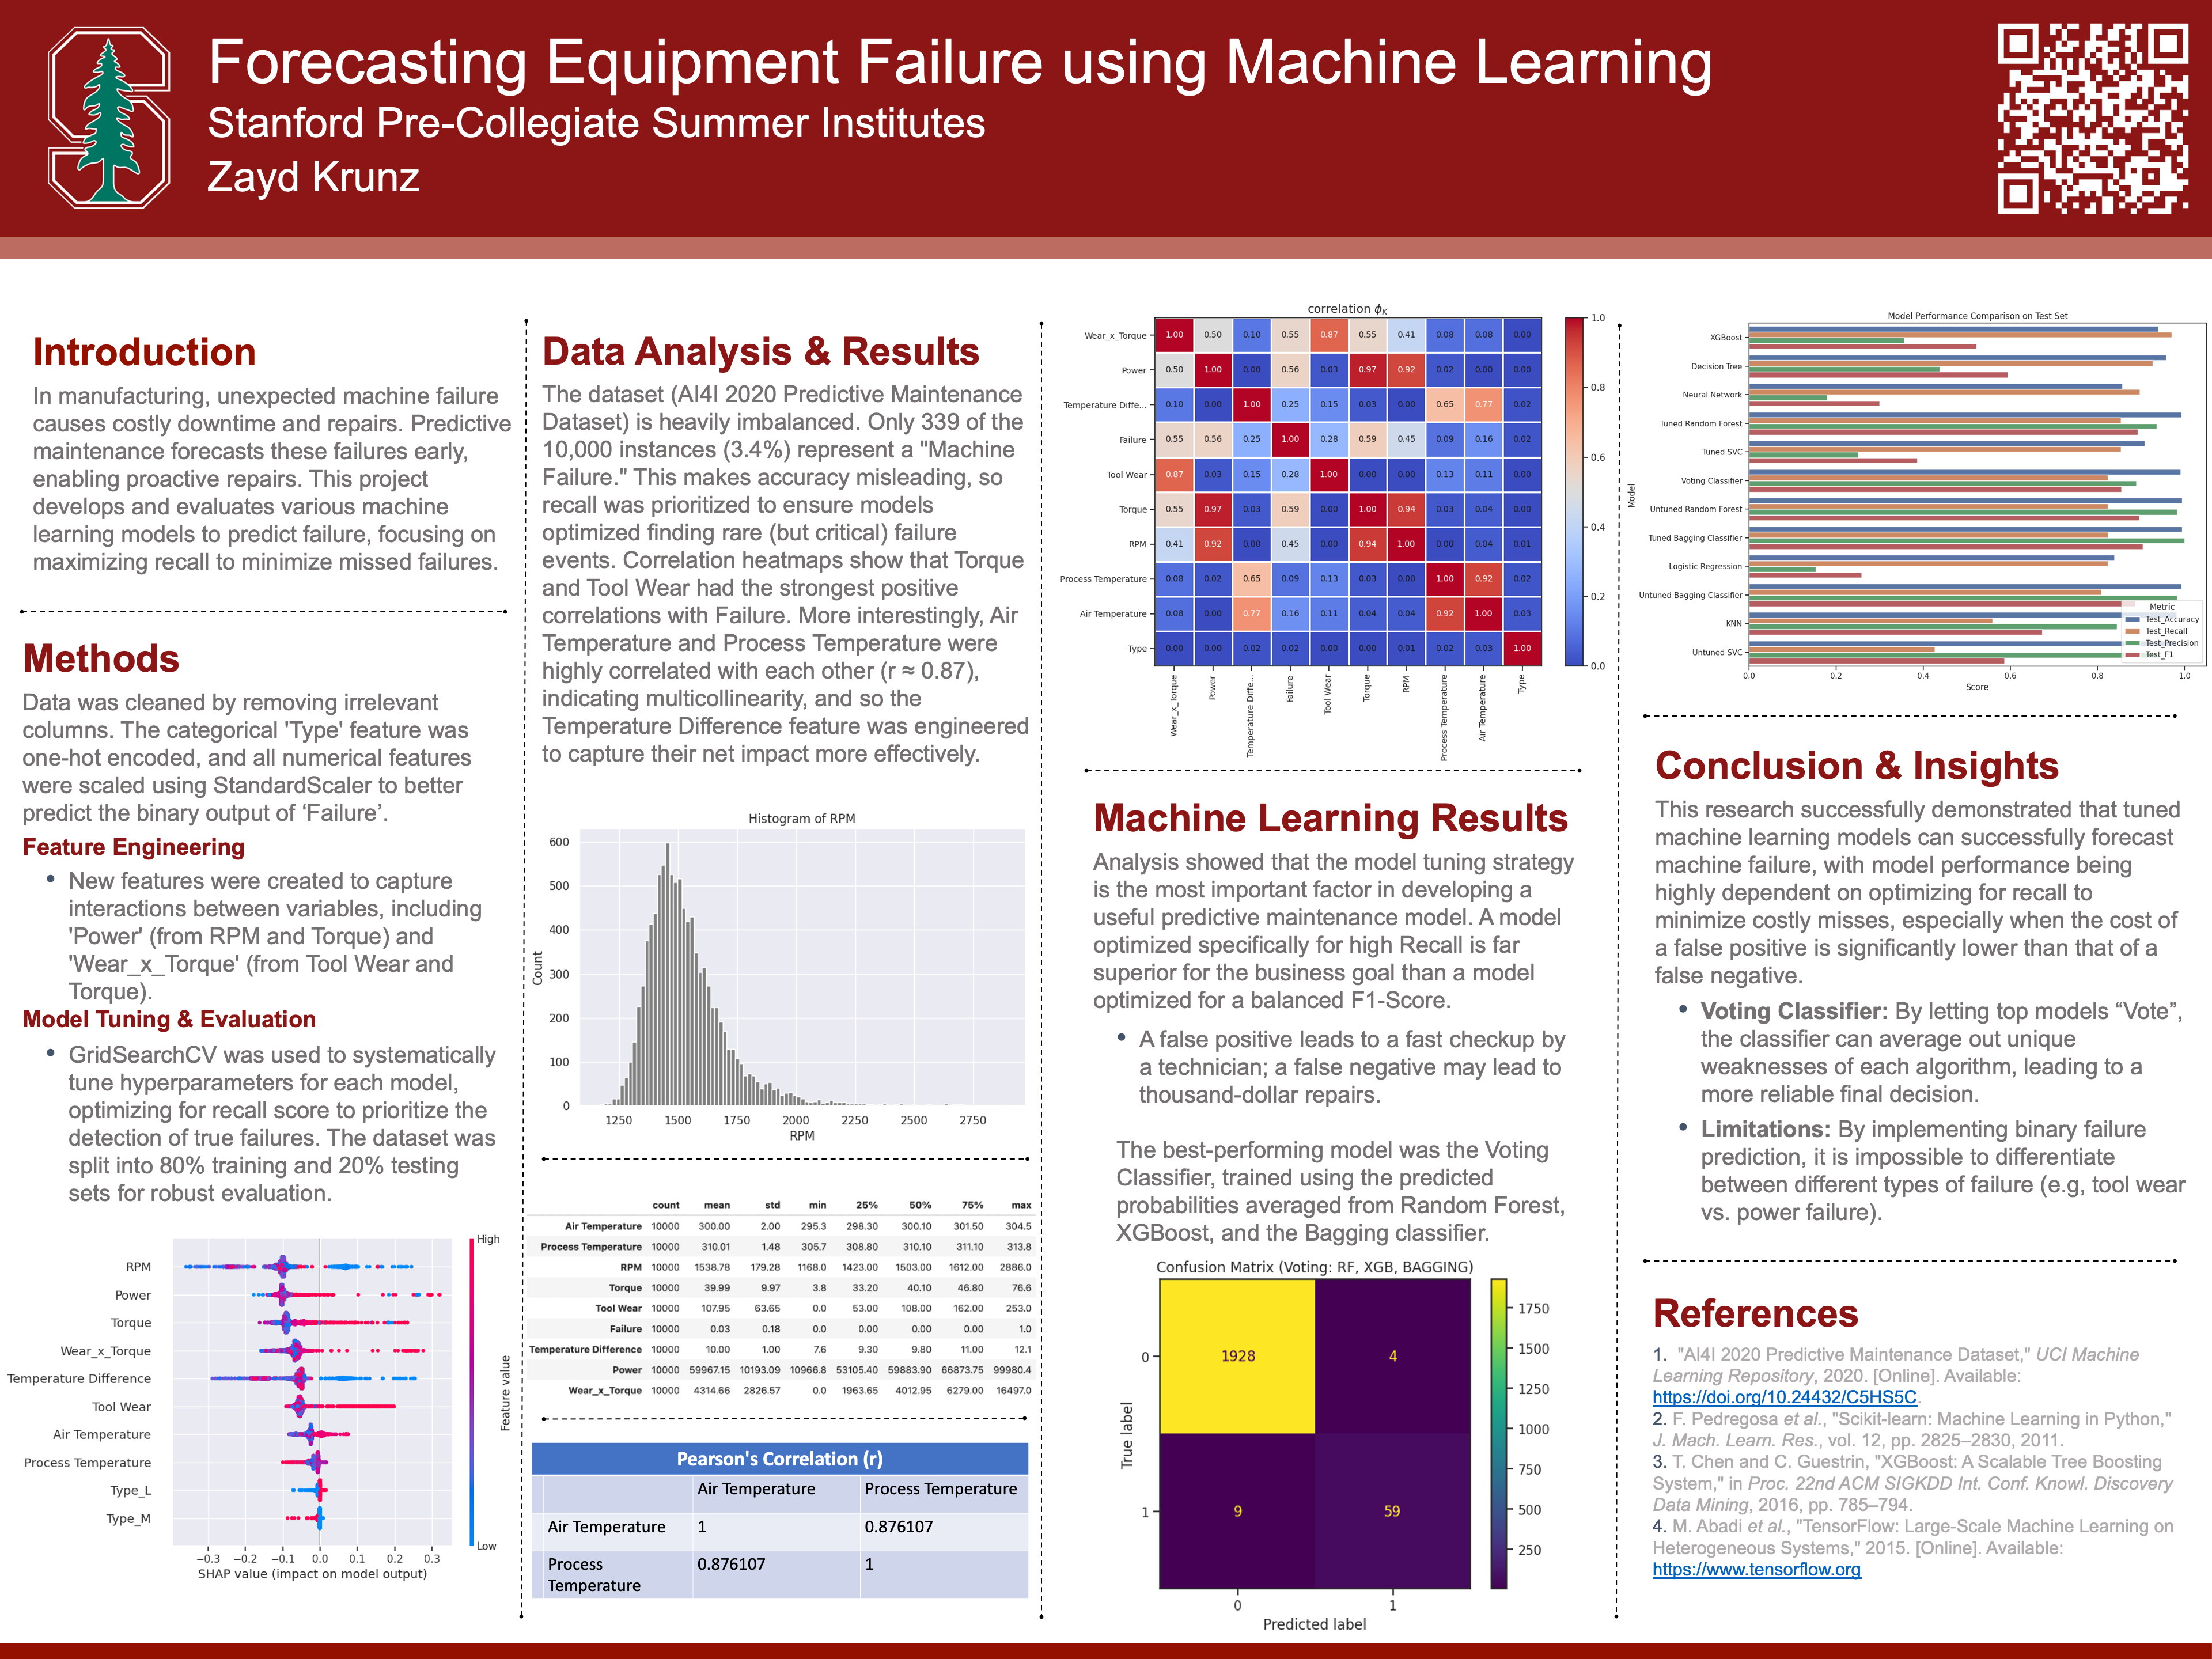 Forecasting Equipment Failure using Machine Learning
Stanford Pre-Collegiate Summer Institutes
Zayd Krunz
Introduction
In manufacturing, unexpected machine failure
causes costly downtime and repairs. Predictive
maintenance forecasts these failures early,
enabling proactive repairs. This project
develops and evaluates various machine
learning models to predict failure, focusing on
maximizing recall to minimize missed failures.
Methods
Data was cleaned by removing irrelevant
columns. The categorical 'Type' feature was
one-hot encoded, and all numerical features
were scaled using StandardScaler to better
predict the binary output of ‘Failure’.
Feature Engineering
• New features were created to capture
interactions between variables, including
'Power' (from RPM and Torque) and
'Wear_x_Torque' (from Tool Wear and
Torque).
Model Tuning & Evaluation
• GridSearchCV was used to systematically
tune hyperparameters for each model,
optimizing for recall score to prioritize the
detection of true failures. The dataset was
split into 80% training and 20% testing
sets for robust evaluation.
High
RPM
Power
Torque
Wear_x_Torque
Temperature Difference
Tool Wear
Air Temperature
Process Temperature
Type_L
Type_M
Low
Feature value
−0.3 −0.2 −0.1 0.0 0.1 0.2 0.3
SHAP value (impact on model output)
Data Analysis & Results
The dataset (AI4I 2020 Predictive Maintenance
Dataset) is heavily imbalanced. Only 339 of the
10,000 instances (3.4%) represent a "Machine
Failure." This makes accuracy misleading, so
recall was prioritized to ensure models
optimized finding rare (but critical) failure
events. Correlation heatmaps show that Torque
and Tool Wear had the strongest positive
correlations with Failure. More interestingly, Air
Temperature and Process Temperature were
highly correlated with each other (r ≈ 0.87),
indicating multicollinearity, and so the
Temperature Difference feature was engineered
to capture their net impact more effectively.
Histogram of RPM
600
500
400
300
200
100
0
Count
1250 1500 1750 2000 2250 2500 2750
RPM
count mean std min 25% 50% 75% max
Air Temperature 10000 300.00 2.00 295.3 298.30 300.10 301.50 304.5
Process Temperature 10000 310.01 1.48 305.7 308.80 310.10 311.10 313.8
RPM 10000 1538.78 179.28 1168.0 1423.00 1503.00 1612.00 2886.0
Torque 10000 39.99 9.97 3.8 33.20 40.10 46.80 76.6
Tool Wear 10000 107.95 63.65 0.0 53.00 108.00 162.00 253.0
Failure 10000 0.03 0.18 0.0 0.00 0.00 0.00 1.0
Temperature Difference 10000 10.00 1.00 7.6 9.30 9.80 11.00 12.1
Power 10000 59967.15 10193.09 10966.8 53105.40 59883.90 66873.75 99980.4
Wear_x_Torque 10000 4314.66 2826.57 0.0 1963.65 4012.95 6279.00 16497.0
Pearson's Correlation (r)
Air Temperature Process Temperature
Air Temperature 1 0.876107
Process
Temperature 0.876107 1
correlation ϕK
Wear_x_Torque 1.00 0.50 0.10 0.55 0.87 0.55 0.41 0.08 0.08 0.00
Power 0.50 1.00 0.00 0.56 0.03 0.97 0.92 0.02 0.00 0.00
Temperature Diffe... 0.10 0.00 1.00 0.25 0.15 0.03 0.00 0.65 0.77 0.02
Failure 0.55 0.56 0.25 1.00 0.28 0.59 0.45 0.09 0.16 0.02
Tool Wear 0.87 0.03 0.15 0.28 1.00 0.00 0.00 0.13 0.11 0.00
Torque 0.55 0.97 0.03 0.59 0.00 1.00 0.94 0.03 0.04 0.00
RPM 0.41 0.92 0.00 0.45 0.00 0.94 1.00 0.00 0.04 0.01
Process Temperature 0.08 0.02 0.65 0.09 0.13 0.03 0.00 1.00 0.92 0.02
Air Temperature 0.08 0.00 0.77 0.16 0.11 0.04 0.04 0.92 1.00 0.03
Type 0.00 0.00 0.02 0.02 0.00 0.00 0.01 0.02 0.03 1.00
Wear_x_Torque Power Temperature Diffe... Failure Tool Wear Torque RPM Process Temperature Air Temperature Type
1.0
0.8
0.6
0.4
0.2
0.0
Machine Learning Results
Analysis showed that the model tuning strategy
is the most important factor in developing a
useful predictive maintenance model. A model
optimized specifically for high Recall is far
superior for the business goal than a model
optimized for a balanced F1-Score.
• A false positive leads to a fast checkup by
a technician; a false negative may lead to
thousand-dollar repairs.
The best-performing model was the Voting
Classifier, trained using the predicted
probabilities averaged from Random Forest,
XGBoost, and the Bagging classifier.
Confusion Matrix (Voting: RF, XGB, BAGGING)
0 1928 4
1 9 59
True label
0 1
Predicted label
1750
1500
1250
1000
750
500
250
Model Performance Comparison on Test Set
XGBoost
Decision Tree
Neural Network
Tuned Random Forest
Tuned SVC
Voting Classifier
Untuned Random Forest
Tuned Bagging Classifier
Logistic Regression
Untuned Bagging Classifier
KNN
Untuned SVC
Model
Metric
Test_Accuracy
Test_Recall
Test_Precision
Test_F1
0.0 0.2 0.4 0.6 0.8 1.0
Score
Conclusion & Insights
This research successfully demonstrated that tuned
machine learning models can successfully forecast
machine failure, with model performance being
highly dependent on optimizing for recall to
minimize costly misses, especially when the cost of
a false positive is significantly lower than that of a
false negative.
• Voting Classifier: By letting top models “Vote”,
the classifier can average out unique
weaknesses of each algorithm, leading to a
more reliable final decision.
• Limitations: By implementing binary failure
prediction, it is impossible to differentiate
between different types of failure (e.g, tool wear
vs. power failure).
References
1. "AI4I 2020 Predictive Maintenance Dataset," UCI Machine
Learning Repository, 2020. [Online]. Available:
https://doi.org/10.24432/C5HS5C.
2. F. Pedregosa et al., "Scikit-learn: Machine Learning in Python,"
J. Mach. Learn. Res., vol. 12, pp. 2825–2830, 2011.
3. T. Chen and C. Guestrin, "XGBoost: A Scalable Tree Boosting
System," in Proc. 22nd ACM SIGKDD Int. Conf. Knowl. Discovery
Data Mining, 2016, pp. 785–794.
4. M. Abadi et al., "TensorFlow: Large-Scale Machine Learning on
Heterogeneous Systems," 2015. [Online]. Available:
https://www.tensorflow.org